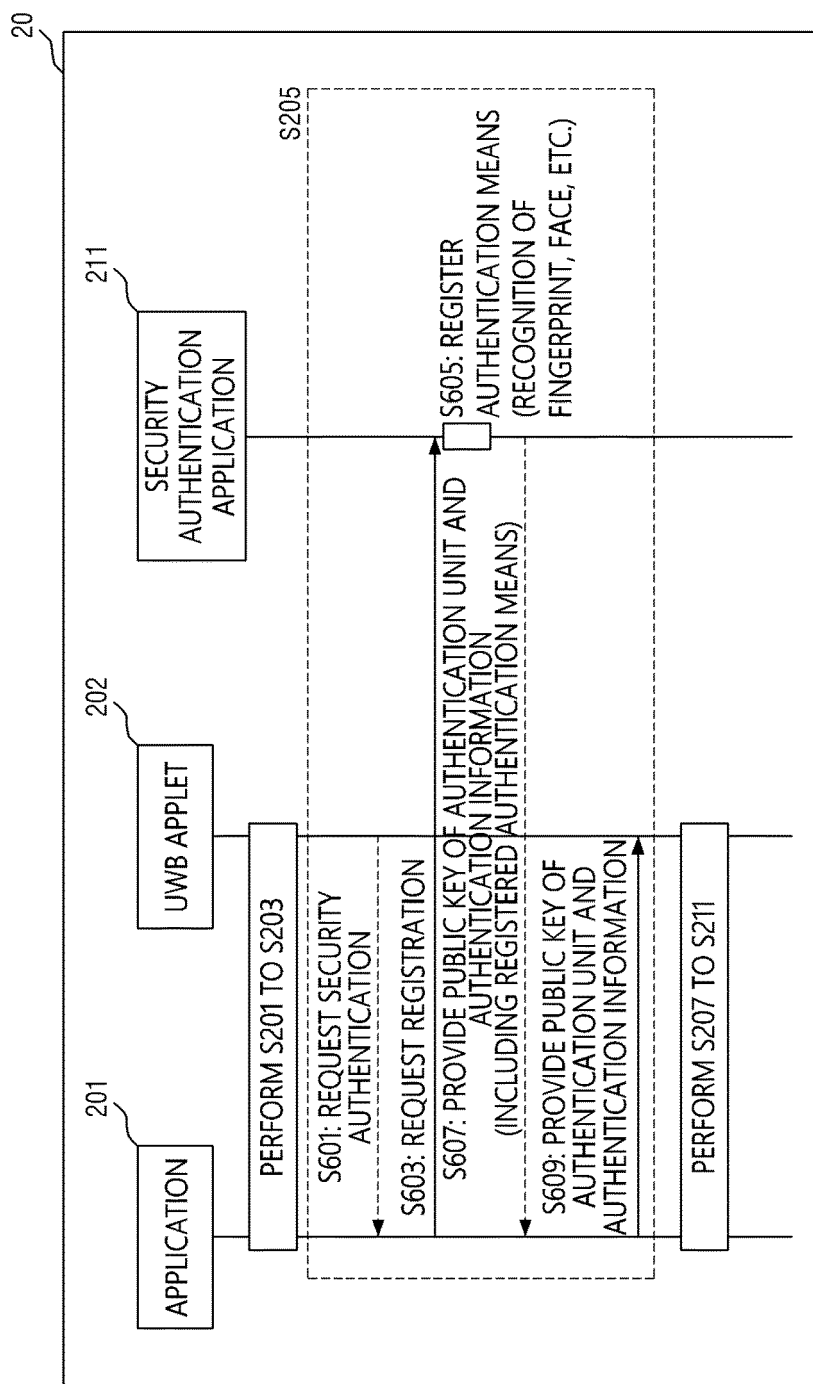 20
201
APPLICATION
202
UWB APPLET
211
SECURITY
AUTHENTICATION
APPLICATION
PERFORM S201 TO S203
S205
S601: REQUEST SECURITY
AUTHENTICATION
S603: REQUEST REGISTRATION
S605: REGISTER
AUTHENTICATION MEANS
(RECOGNITION OF
FINGERPRINT, FACE, ETC.)
S607: PROVIDE PUBLIC KEY OF AUTHENTICATION UNIT AND
AUTHENTICATION INFORMATION
(INCLUDING REGISTERED AUTHENTICATION MEANS)
S609: PROVIDE PUBLIC KEY OF
AUTHENTICATION UNIT AND
AUTHENTICATION INFORMATION
PERFORM S207 TO S211